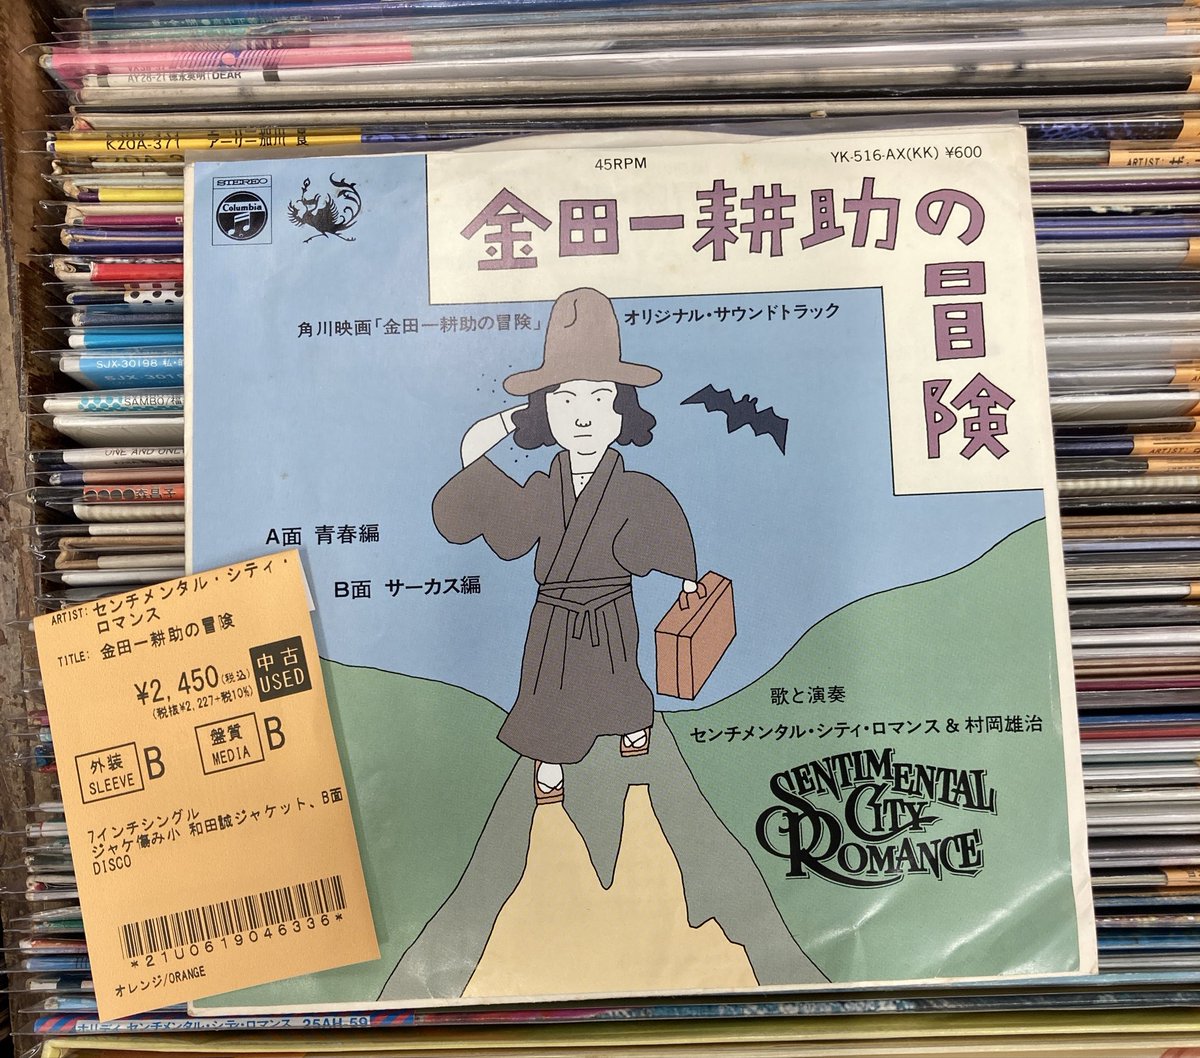 AY28-21 徳永英明:DEAR
K20A-371 アーリー加川 良
STEREO
Columbia
45RPM
YK-516-AX(KK) ¥600
金田一耕助の
冒険
角川映画「金田一耕助の冒険」 オリジナル・サウンドトラック
A面 青春編
B面 サーカス編
歌と演奏
センチメンタル・シティ・ロマンス & 村岡雄治
SENTIMENTAL
CITY
ROMANCE
SJX-30198
SAMBO
ONE AND ONLY
ARTIST: センチメンタル・シティ・
ロマンス
TITLE: 金田一耕助の冒険
¥2,450(税込)
(税抜¥2,227+税10%)
中古
USED
外装
SLEEVE
B
盤質
MEDIA
B
7インチシングル
ジャケ傷み小 和田誠ジャケット、B面
DISCO
*21U0619046336*
オレンジ/ORANGE
ホリデイ センチメンタル・シティ・ロマンス 25AH-59